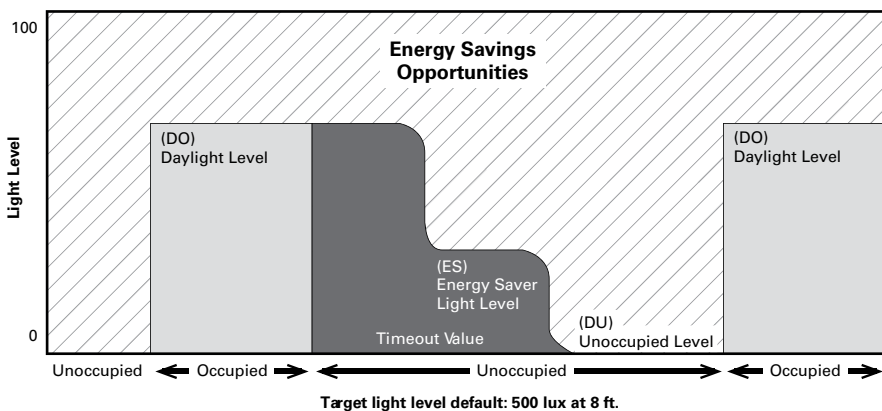 100
Energy Savings
Opportunities
(DO)
Daylight Level
(DO)
Daylight Level
Light Level
(ES)
Energy Saver
Light Level
(DU)
Timeout Value
Unoccupied Level
0
Unoccupied
Occupied
Unoccupied
Occupied
Target light level default: 500 lux at 8 ft.